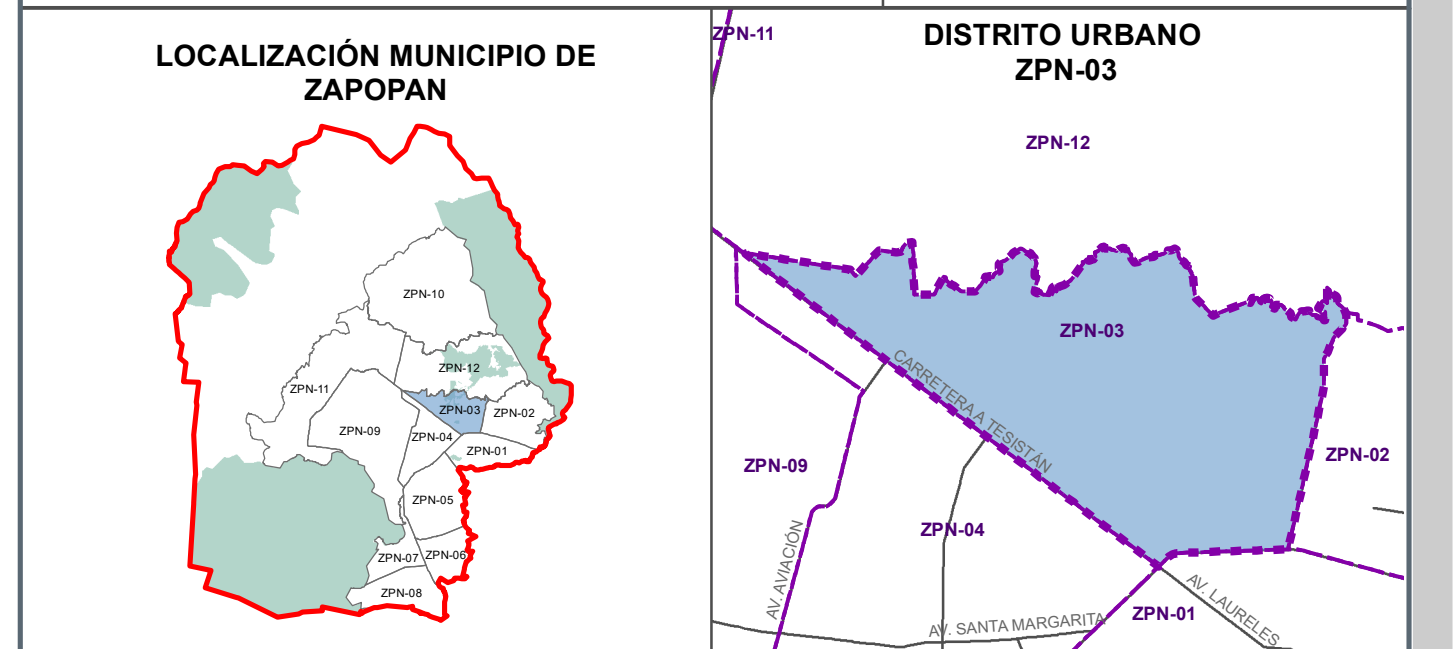 LOCALIZACIÓN MUNICIPIO DE
ZAPOPAN
ZPN-10
ZPN-12
ZPN-11
ZPN-03
ZPN-02
ZPN-09
ZPN-04
ZPN-01
ZPN-05
ZPN-07
ZPN-06
ZPN-08
DISTRITO URBANO
ZPN-03
ZPN-11
ZPN-12
ZPN-03
CARRETERA A TESISTÁN
ZPN-09
ZPN-02
ZPN-04
AV. AVIACIÓN
AV. LAURELES
ZPN-01
AV. SANTA MARGARITA